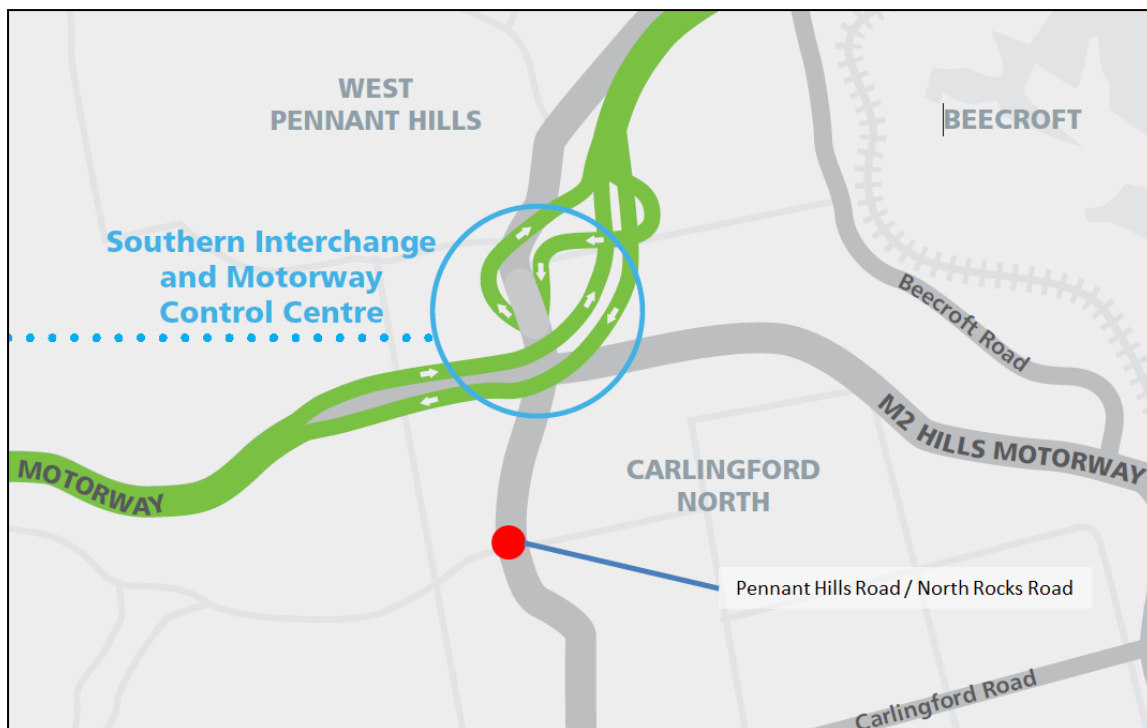 WEST
PENNANT HILLS
BEECROFT
Southern Interchange
and Motorway
Control Centre
Beecroft Road
M2 HILLS MOTORWAY
MOTORWAY
CARLINGFORD
NORTH
Pennant Hills Road / North Rocks Road
Carlingford Road